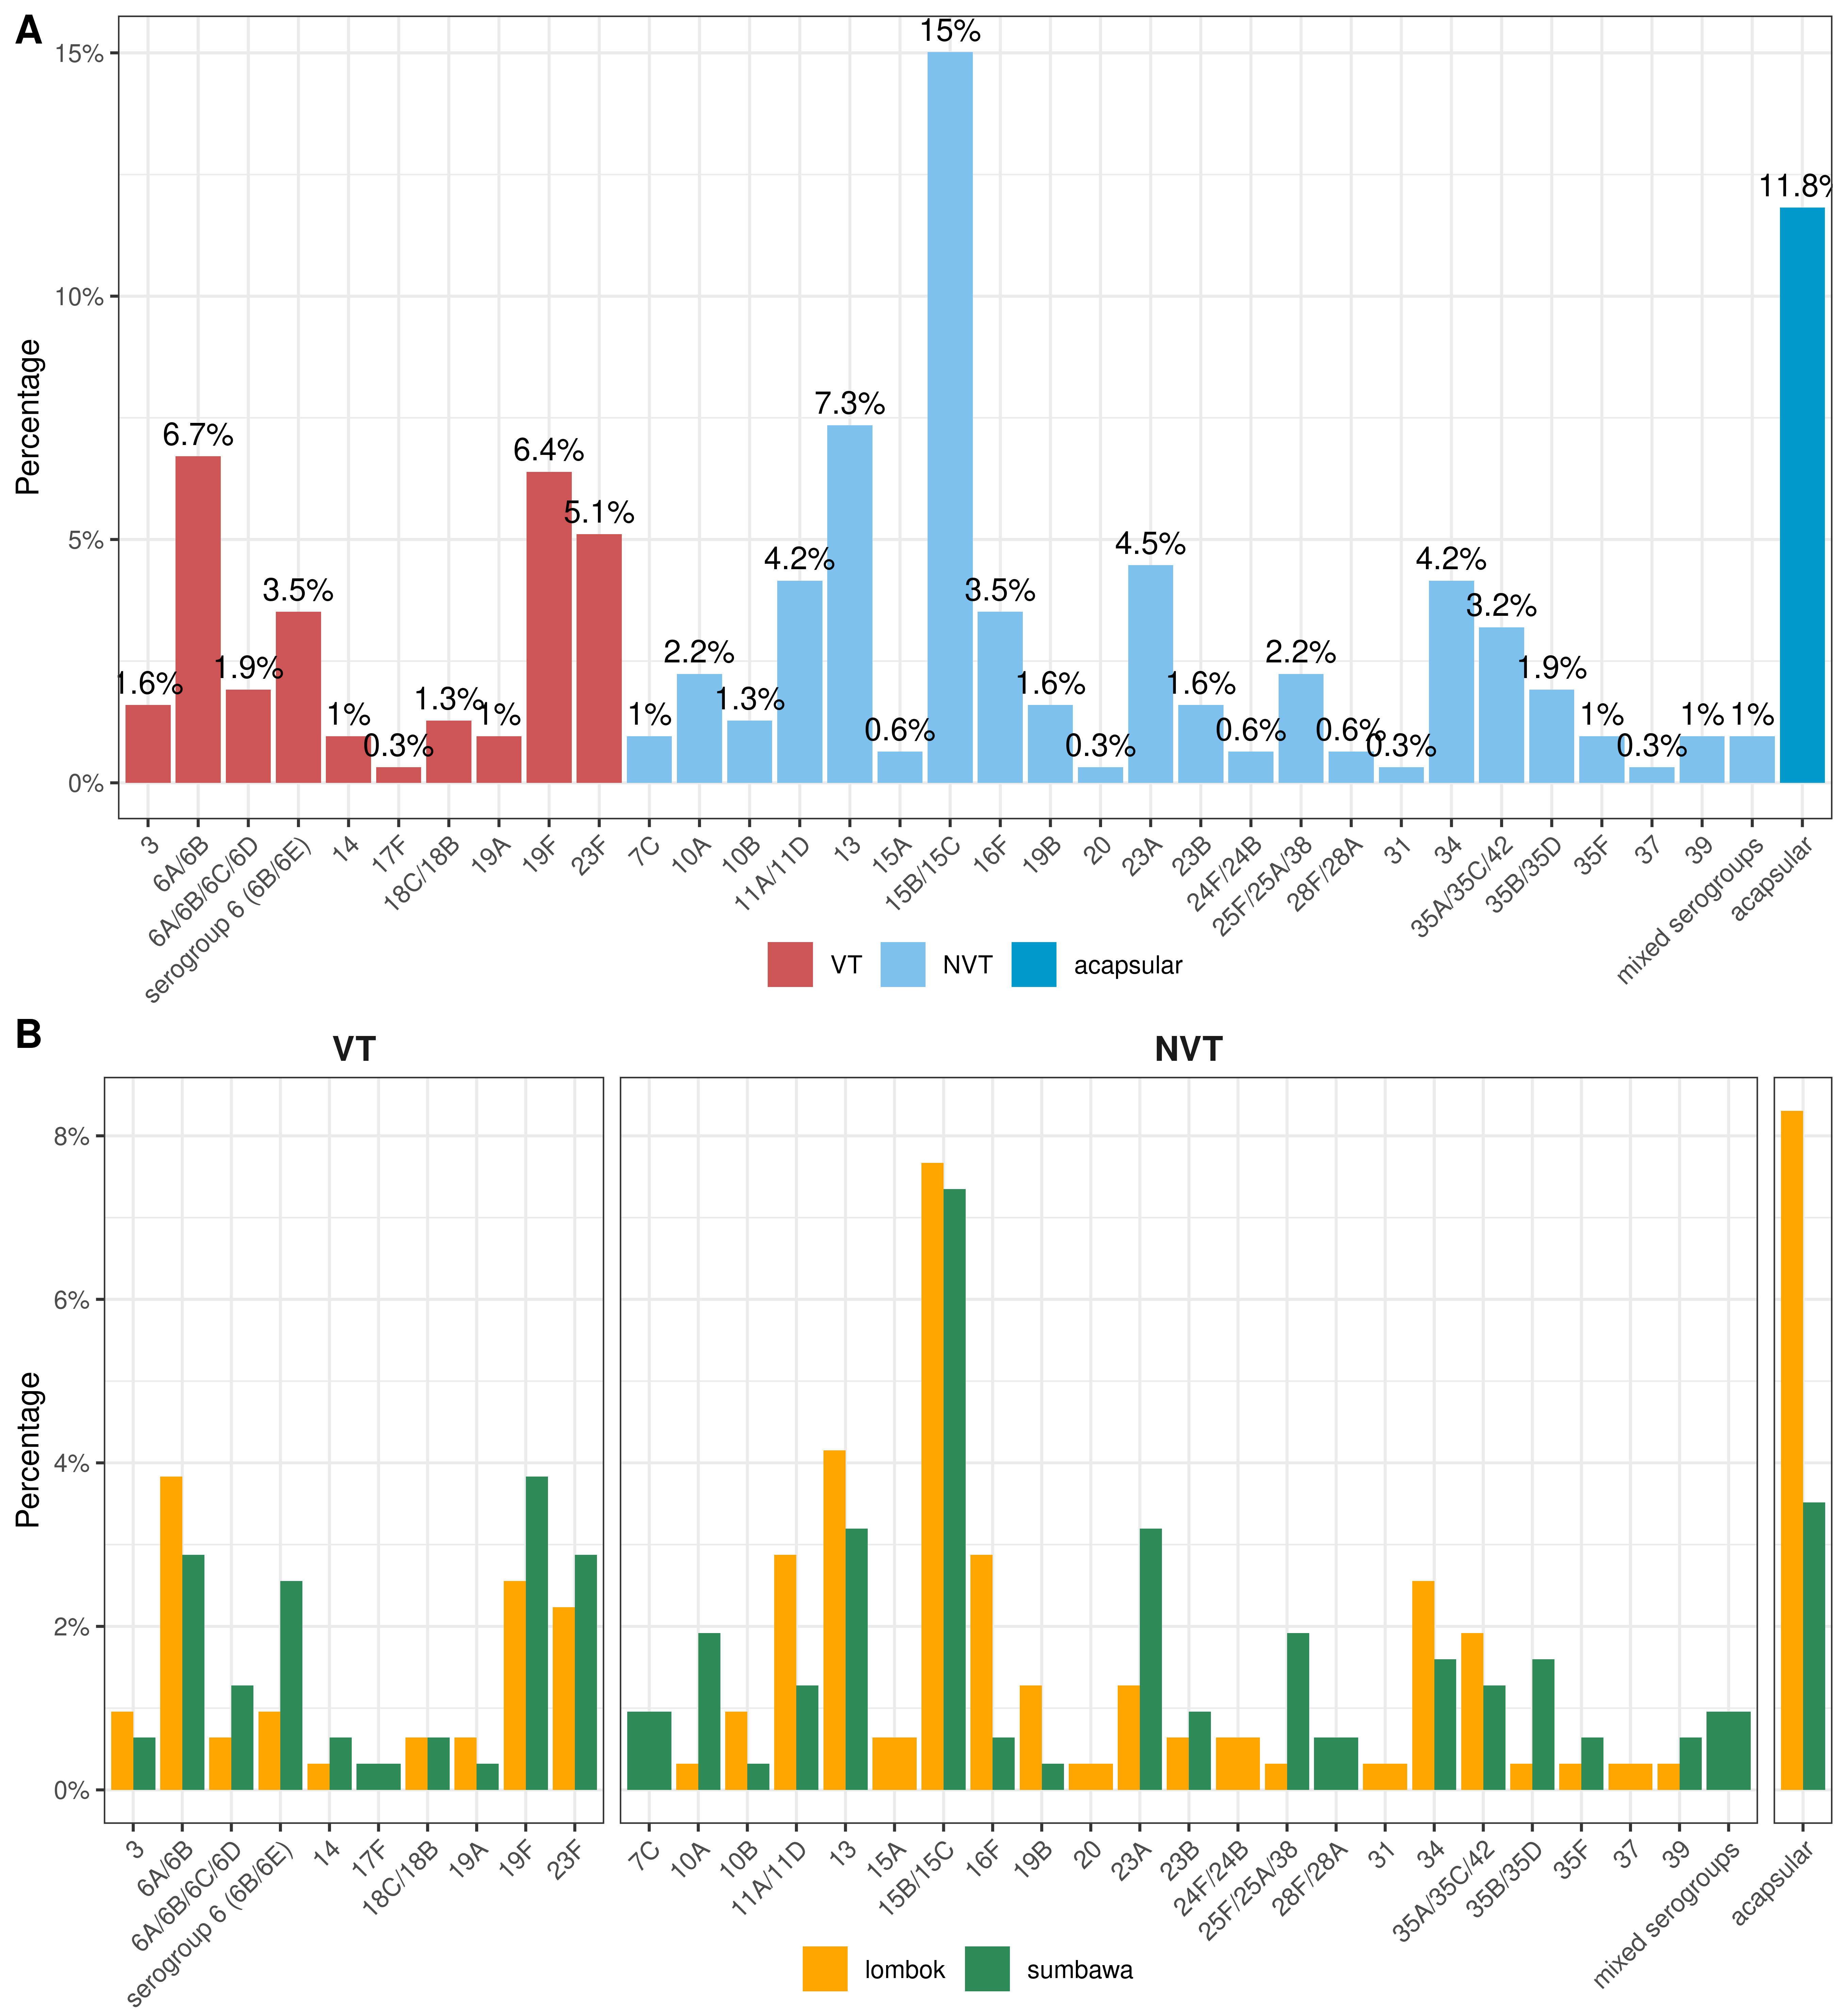 A
Percentage
15%
10%
5%
0%
1.6%
6.7%
1.9%
3.5%
1%
0.3%
1.3%
1%
6.4%
5.1%
1%
2.2%
1.3%
4.2%
7.3%
0.6%
15%
3.5%
1.6%
0.3%
4.5%
1.6%
0.6%
2.2%
0.6%
0.3%
4.2%
3.2%
1.9%
1%
0.3%
1%
1%
11.8%
3
6A/6B
6A/6B/6C/6D
serogroup 6 (6B/6E)
14
17F
18C/18B
19A
19F
23F
7C
10A
10B
11A/11D
13
15A
15B/15C
16F
19B
20
23A
23B
24F/24B
25F/25A/38
28F/28A
31
34
35A/35C/42
35B/35D
35F
37
39
mixed serogroups
acapsular
VT NVT acapsular
B
VT
NVT
Percentage
8%
6%
4%
2%
0%
3
6A/6B
6A/6B/6C/6D
serogroup 6 (6B/6E)
14
17F
18C/18B
19A
19F
23F
7C
10A
10B
11A/11D
13
15A
15B/15C
16F
19B
20
23A
23B
24F/24B
25F/25A/38
28F/28A
31
34
35A/35C/42
35B/35D
35F
37
39
mixed serogroups
acapsular
lombok sumbawa